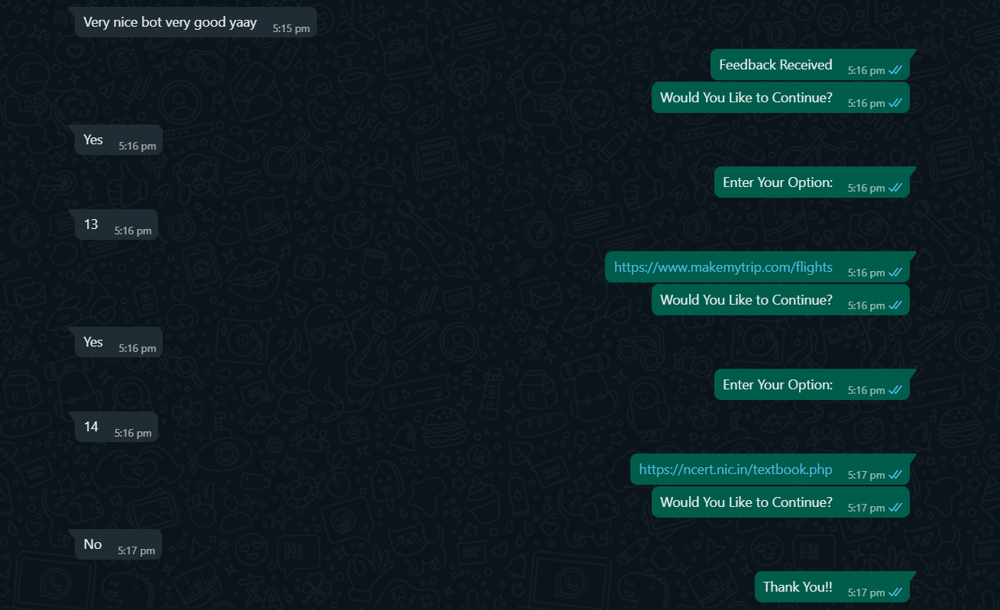 Very nice bot very good yaay 5:15 pm
Feedback Received 5:16 pm
Would You Like to Continue? 5:16 pm
Yes 5:16 pm
Enter Your Option: 5:16 pm
13 5:16 pm
https://www.makemytrip.com/flights 5:16 pm
Would You Like to Continue? 5:16 pm
Yes 5:16 pm
Enter Your Option: 5:16 pm
14 5:16 pm
https://ncert.nic.in/textbook.php 5:17 pm
Would You Like to Continue? 5:17 pm
No 5:17 pm
Thank You!! 5:17 pm